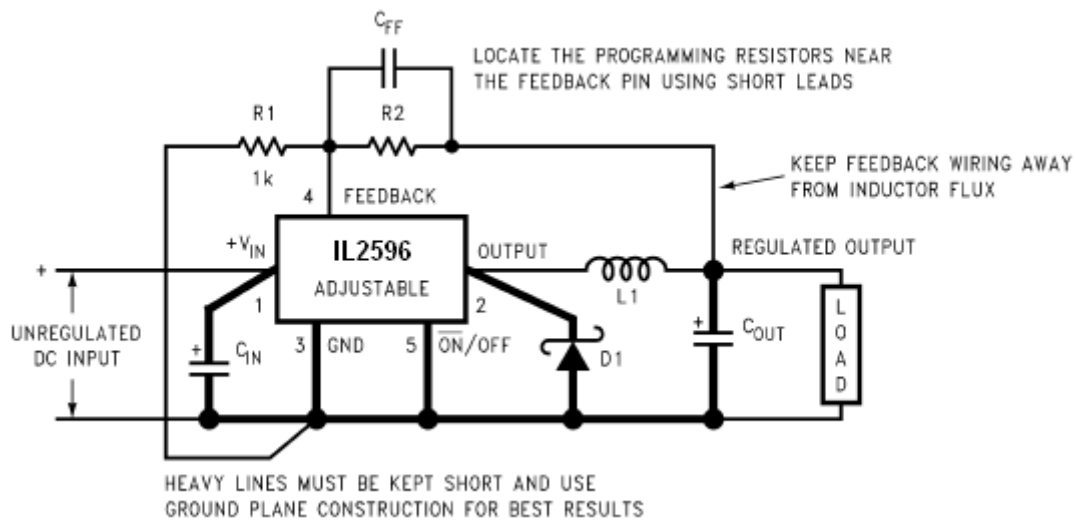 CFF
LOCATE THE PROGRAMMING RESISTORS NEAR
THE FEEDBACK PIN USING SHORT LEADS
R1
R2
1k
KEEP FEEDBACK WIRING AWAY
FROM INDUCTOR FLUX
4 FEEDBACK
+VIN
IL2596
ADJUSTABLE
OUTPUT
REGULATED OUTPUT
+
1
2
L1
UNREGULATED
DC INPUT
+
CIN
3 GND
5 ON/OFF
D1
+
COUT
LOAD
HEAVY LINES MUST BE KEPT SHORT AND USE
GROUND PLANE CONSTRUCTION FOR BEST RESULTS